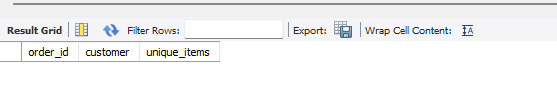 Result Grid Filter Rows: Export: Wrap Cell Content:
order_id customer unique_items